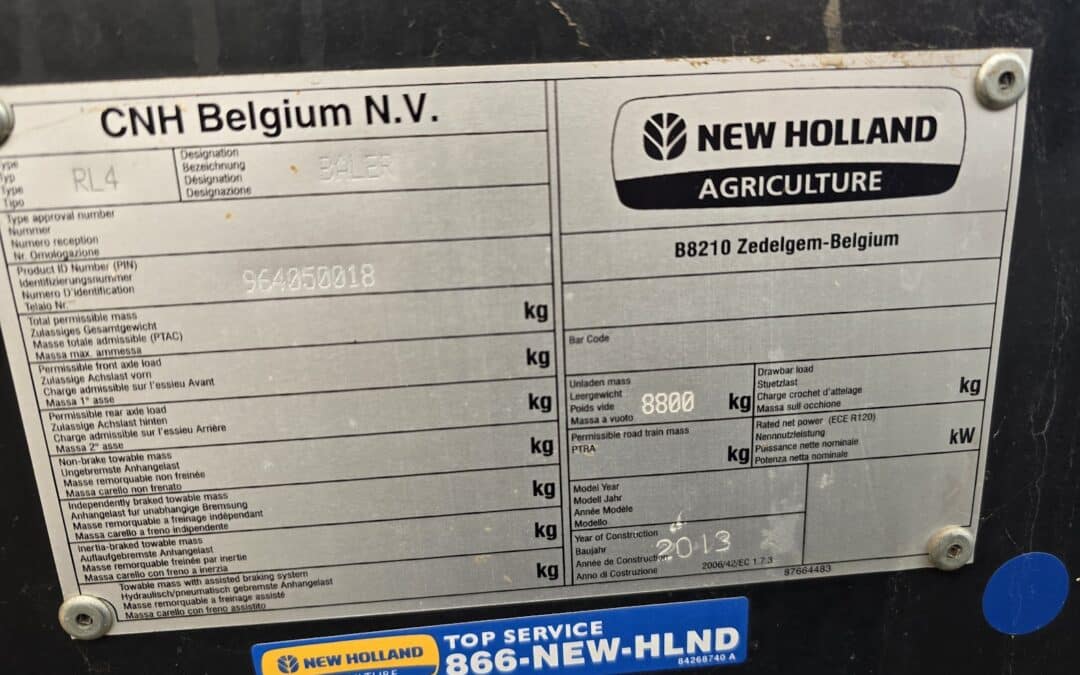 CNH Belgium N.V.
Type
Typ
Type
Tipo
RL4
Designation
Bezeichnung
Désignation
Designazione
BALER
Type approval number
Nummer
Numero reception
Nr. Omologazione
Product ID Number (PIN)
Identifizierungsnummer
Numero D'identification
Telaio Nr.
964050018
Total permissible mass
Zulassiges Gesamtgewicht
Masse totale admissible (PTAC)
Massa max. ammessa
kg
Permissible front axle load
Zulassige Achslast vorn
Charge admissible sur l'essieu Avant
Massa 1° asse
kg
Permissible rear axle load
Zulassige Achslast hinten
Charge admissible sur l'essieu Arrière
Massa 2° asse
kg
Non-brake towable mass
Ungebremste Anhangelast
Masse remorquable non freinée
Massa carello non frenato
kg
Independently braked towable mass
Anhangelast fur unabhangige Bremsung
Masse remorquable a freinage indépendant
Massa carello a freno indipendente
kg
Inertia-braked towable mass
Auflaufgebremste Anhangelast
Masse remorquable freinée par inertie
Massa carello con freno a inerzia
kg
Towable mass with assisted braking system
Hydraulisch/pneumatisch gebremste Anhangelast
Masse remorquable a freinage assisté
Massa carello con freno assistito
kg
NEW HOLLAND
AGRICULTURE
B8210 Zedelgem-Belgium
Bar Code
Unladen mass
Leergewicht
Poids vide
Massa a vuoto
8800 kg
Drawbar load
Stuetzlast
Charge crochet d'attelage
Massa sull occhione
kg
Permissible road train mass
PTRA
kg
Rated net power (ECE R120)
Nennnutzleistung
Puissance nette nominale
Potenza netta nominale
kW
Model Year
Modell Jahr
Année Modèle
Modello
Year of Construction
Baujahr
Année de Construction
Anno di Costruzione
2013
2006/42/EC 1.7.3
87664483
NEW HOLLAND
TOP SERVICE
866-NEW-HLND
84268740 A